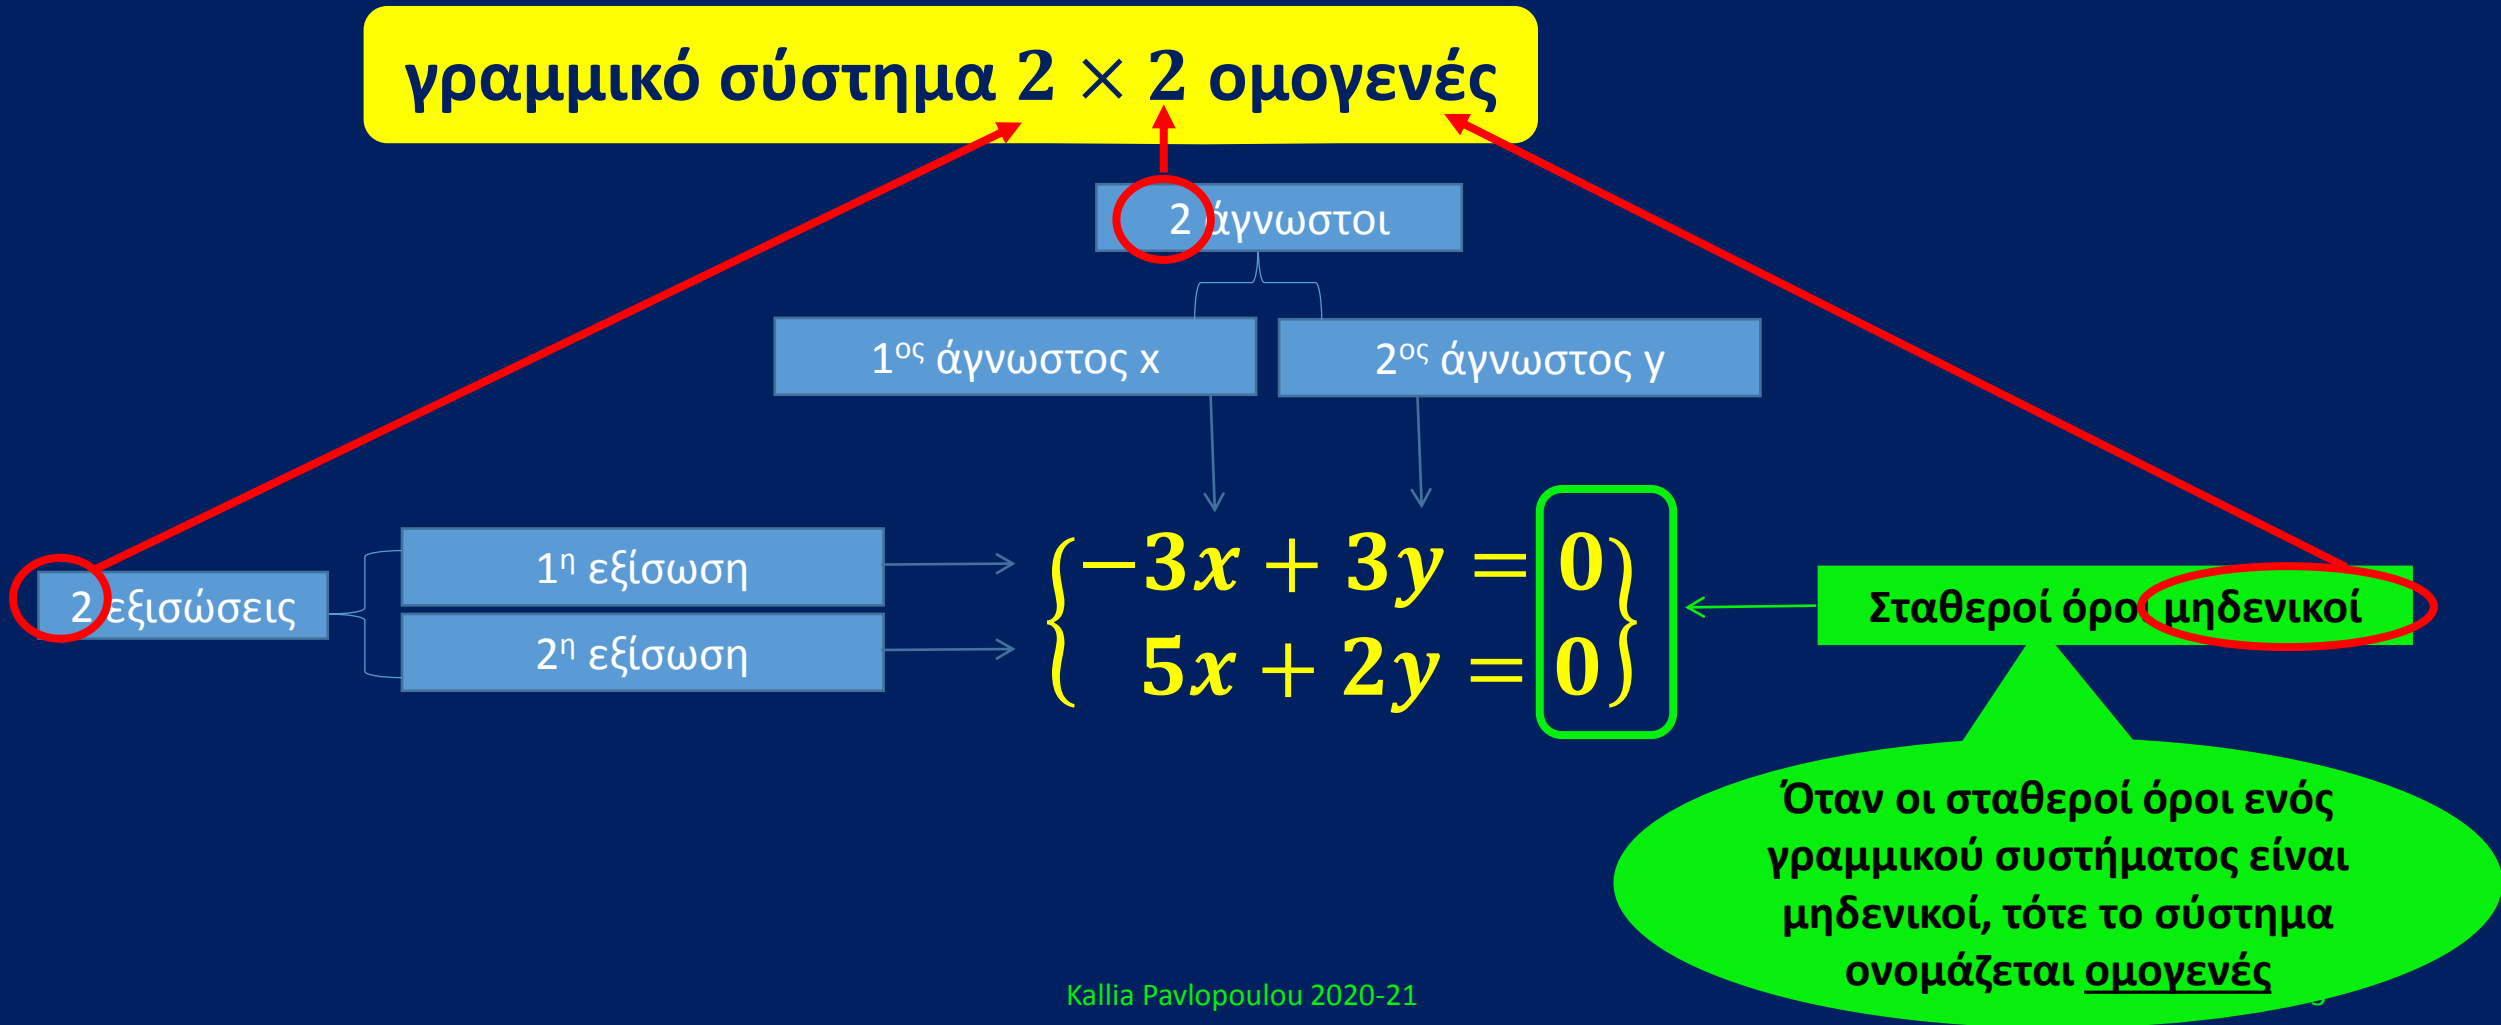 γραμμικό σύστημα 2 × 2 ομογενές
2 άγνωστοι
1ος άγνωστος x
2ος άγνωστος y
2 εξισώσεις
1η εξίσωση
2η εξίσωση
−3x + 3y = 0
5x + 2y = 0
Σταθεροί όροι μηδενικοί
Όταν οι σταθεροί όροι ενός
γραμμικού συστήματος είναι
μηδενικοί, τότε το σύστημα
ονομάζεται ομογενές
Kallia Pavlopoulou 2020-21